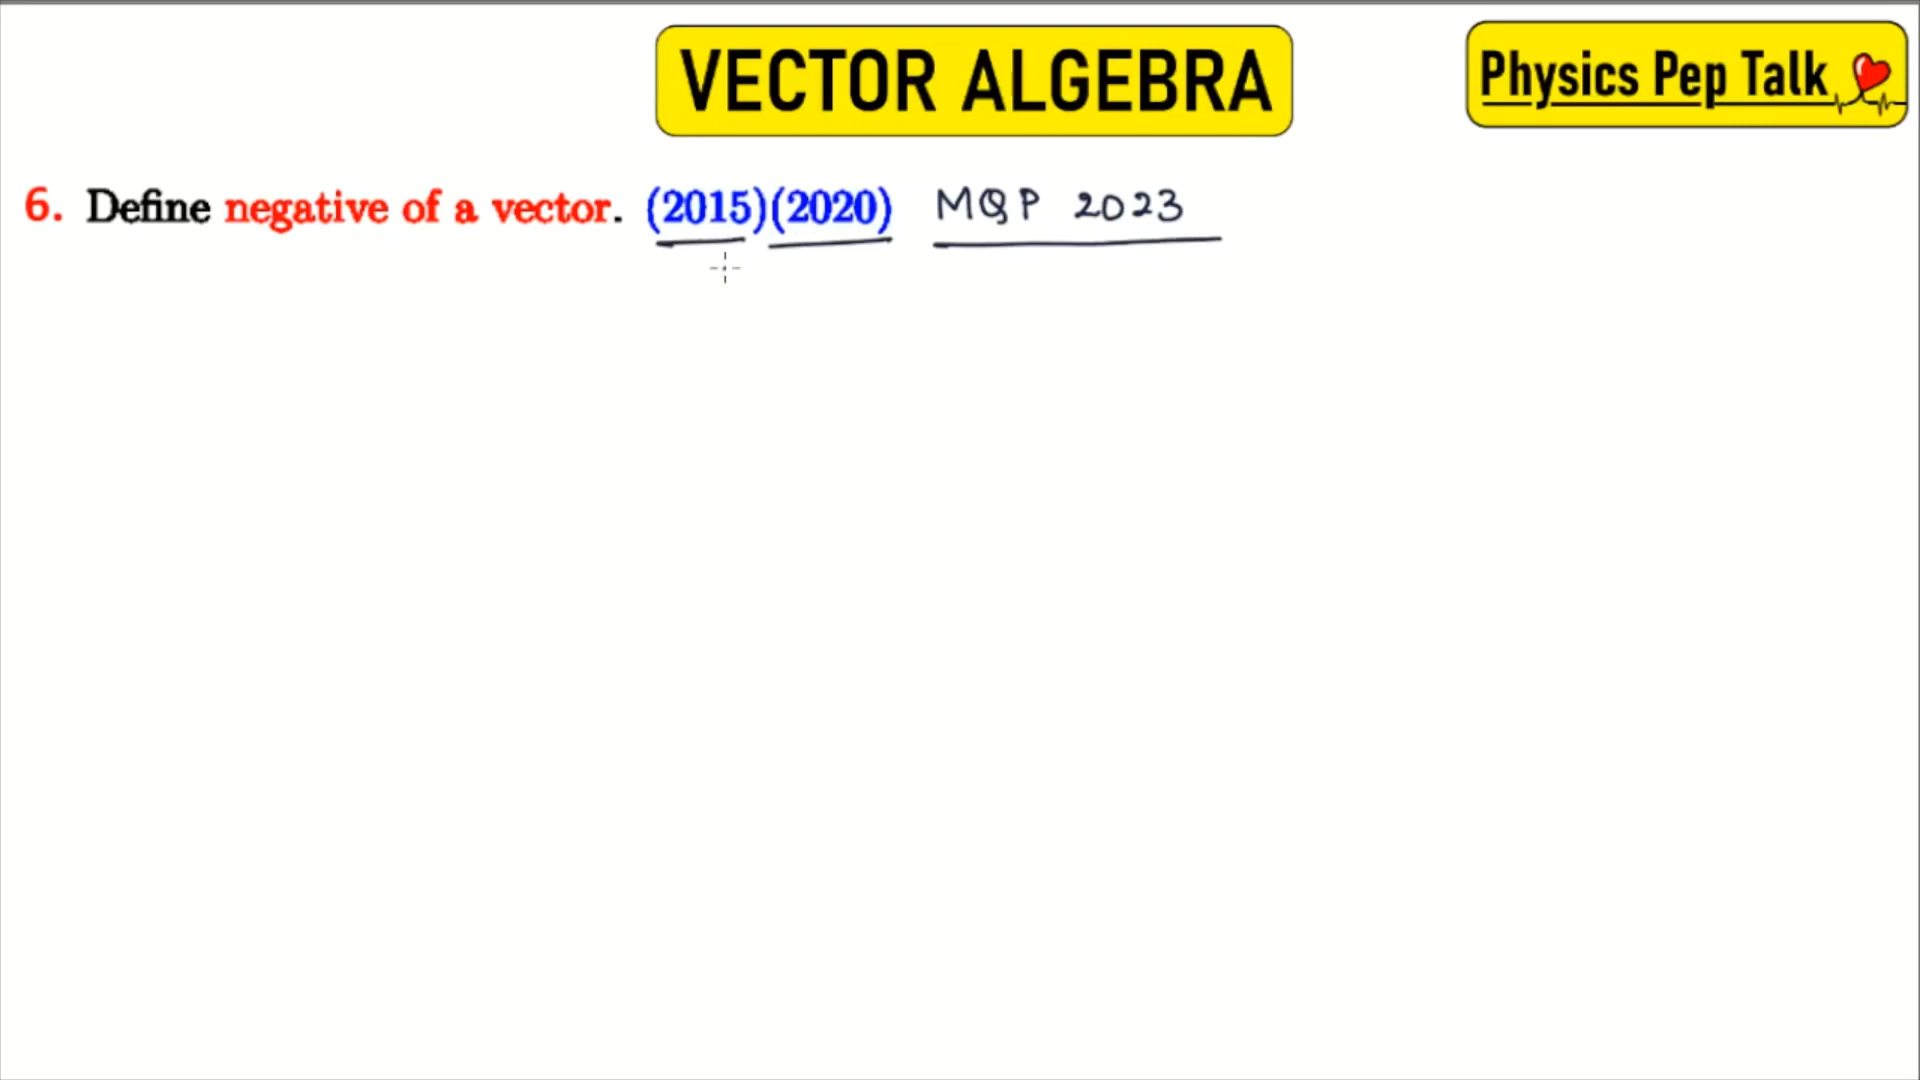 VECTOR ALGEBRA
Physics Pep Talk
6. Define negative of a vector. (2015)(2020) MQP 2023